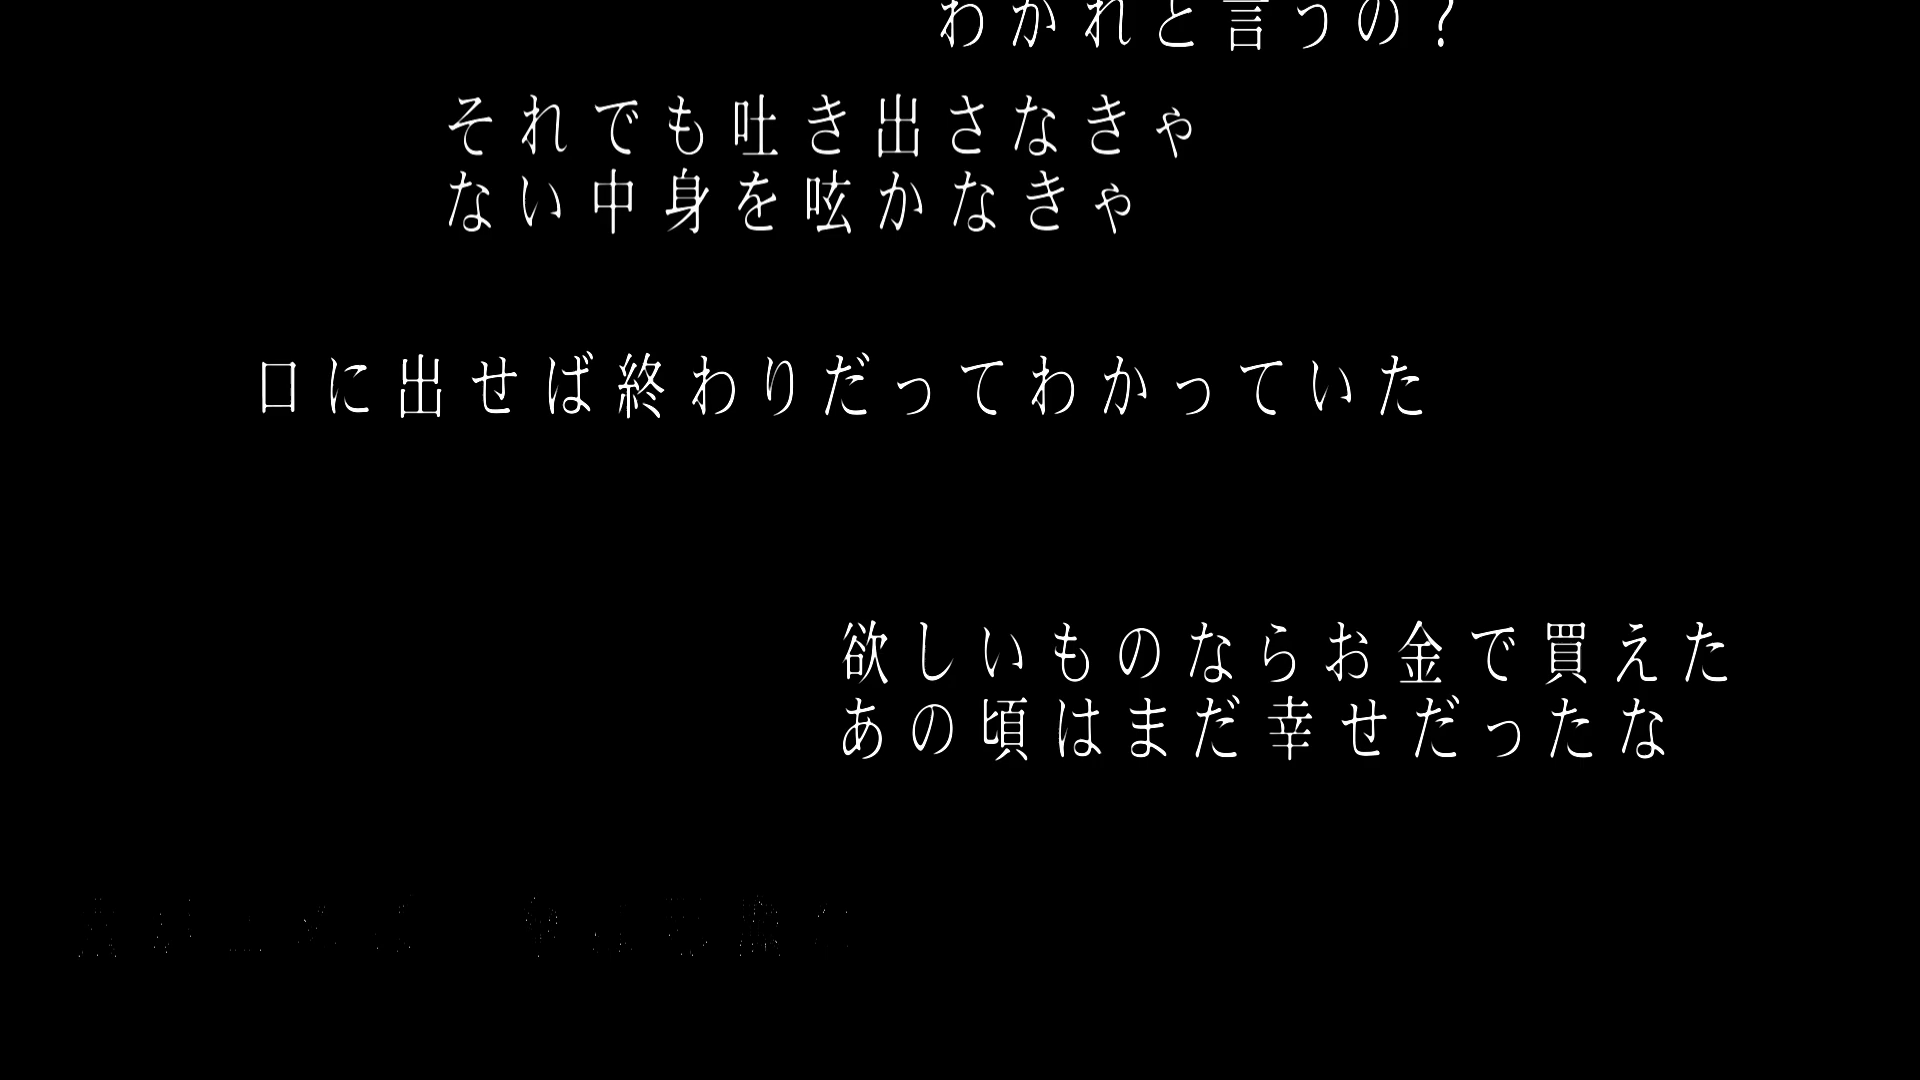 わかれと言うの？
それでも吐き出さなきゃ
ない中身を呟かなきゃ
口に出せば終わりだってわかっていた
欲しいものならお金で買えた
あの頃はまだ幸せだったな